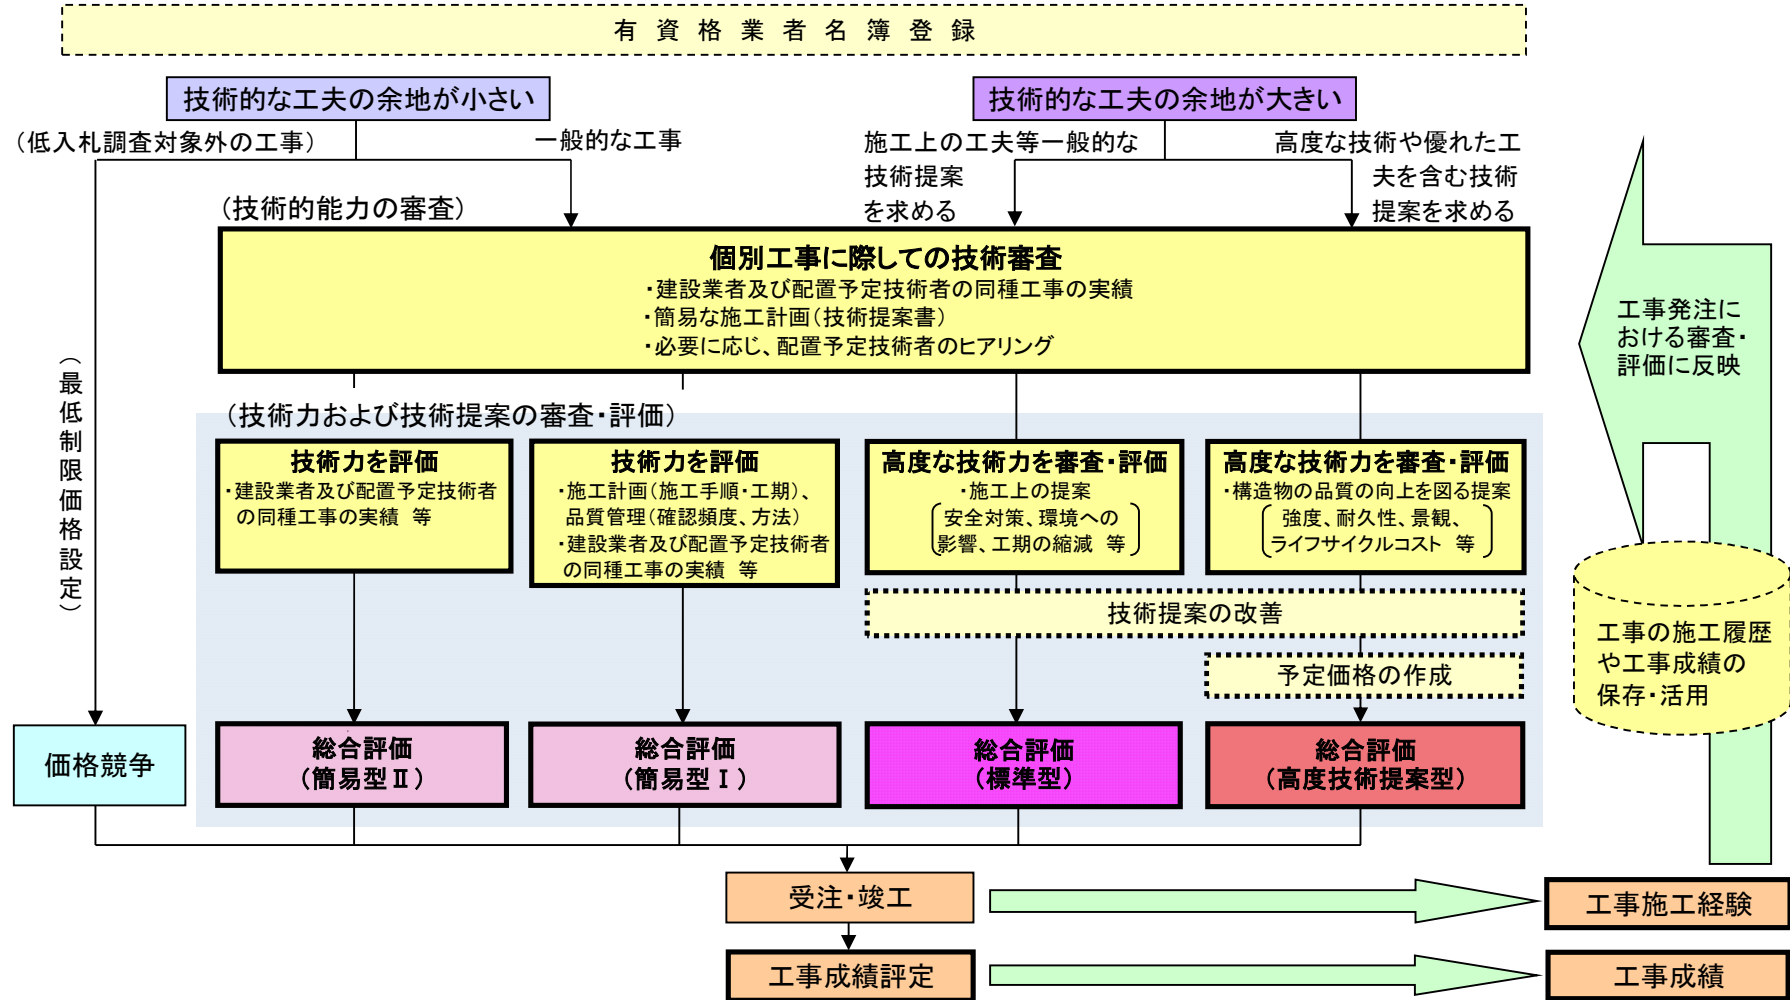 有資格業者名簿登録
技術的な工夫の余地が小さい
技術的な工夫の余地が大きい
（低入札調査対象外の工事）
一般的な工事
施工上の工夫等一般的な
技術提案
を求める
高度な技術や優れた工
夫を含む技術
提案を求める
（技術的能力の審査）
個別工事に際しての技術審査
・建設業者及び配置予定技術者の同種工事の実績
・簡易な施工計画（技術提案書）
・必要に応じ、配置予定技術者のヒアリング
（最低制限価格設定）
（技術力および技術提案の審査・評価）
技術力を評価
・建設業者及び配置予定技術者
の同種工事の実績　等
技術力を評価
・施工計画（施工手順・工期）、
品質管理（確認頻度、方法）
・建設業者及び配置予定技術者
の同種工事の実績　等
高度な技術力を審査・評価
・施工上の提案
安全対策、環境への
影響、工期の縮減　等
高度な技術力を審査・評価
・構造物の品質の向上を図る提案
強度、耐久性、景観、
ライフサイクルコスト　等
技術提案の改善
予定価格の作成
価格競争
総合評価
（簡易型Ⅱ）
総合評価
（簡易型Ⅰ）
総合評価
（標準型）
総合評価
（高度技術提案型）
工事発注に
おける審査・
評価に反映
工事の施工履歴
や工事成績の
保存・活用
受注・竣工
工事施工経験
工事成績評定
工事成績